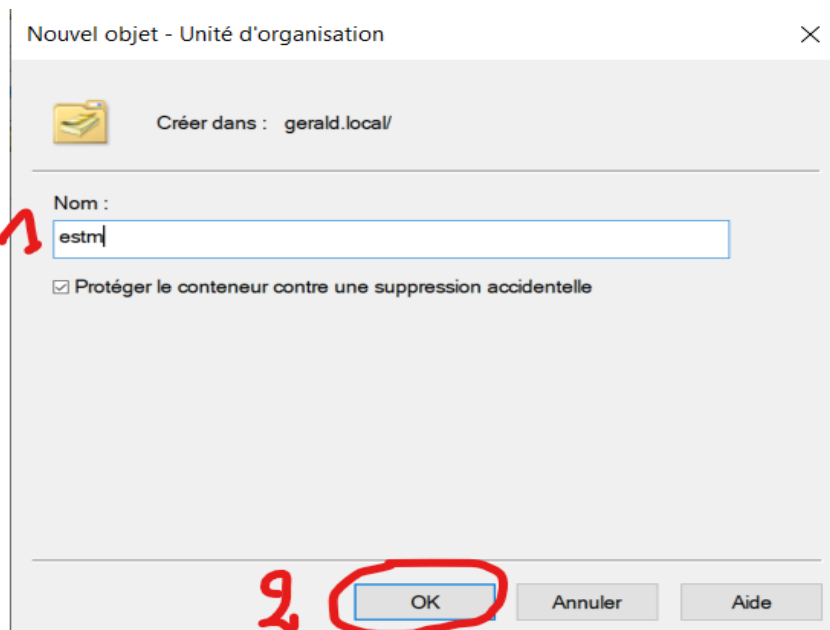 Nouvel objet - Unité d'organisation
Créer dans : gerald.local/
Nom :
1
estm
Protéger le conteneur contre une suppression accidentelle
2
OK Annuler Aide